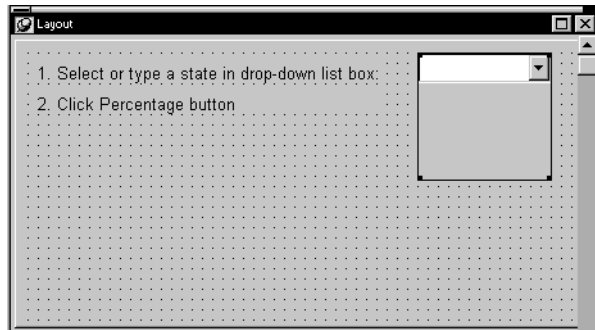 Layout
1. Select or type a state in drop-down list box:
2. Click Percentage button